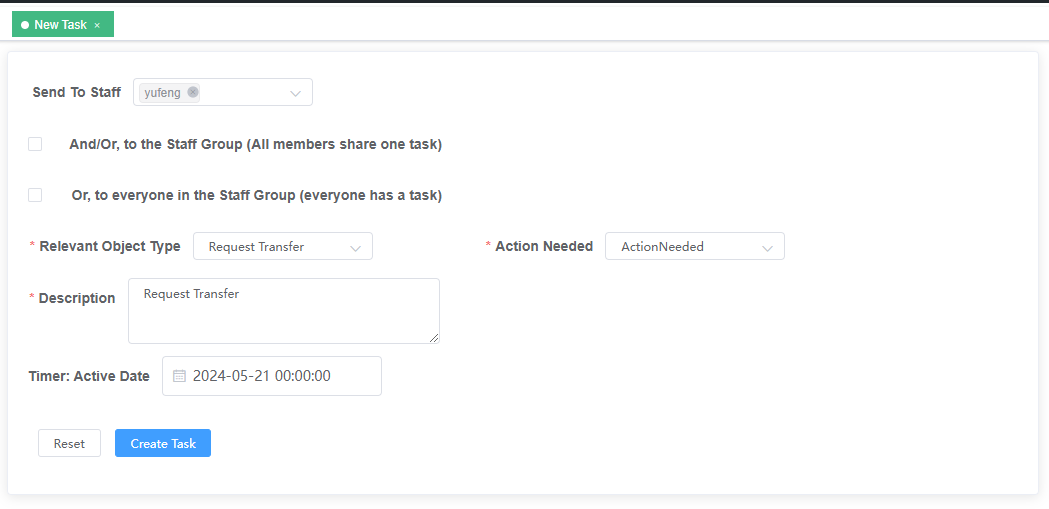 New Task ×
Send To Staff yufeng
And/Or, to the Staff Group (All members share one task)
Or, to everyone in the Staff Group (everyone has a task)
* Relevant Object Type Request Transfer * Action Needed ActionNeeded
* Description Request Transfer
Timer: Active Date 2024-05-21 00:00:00
Reset Create Task